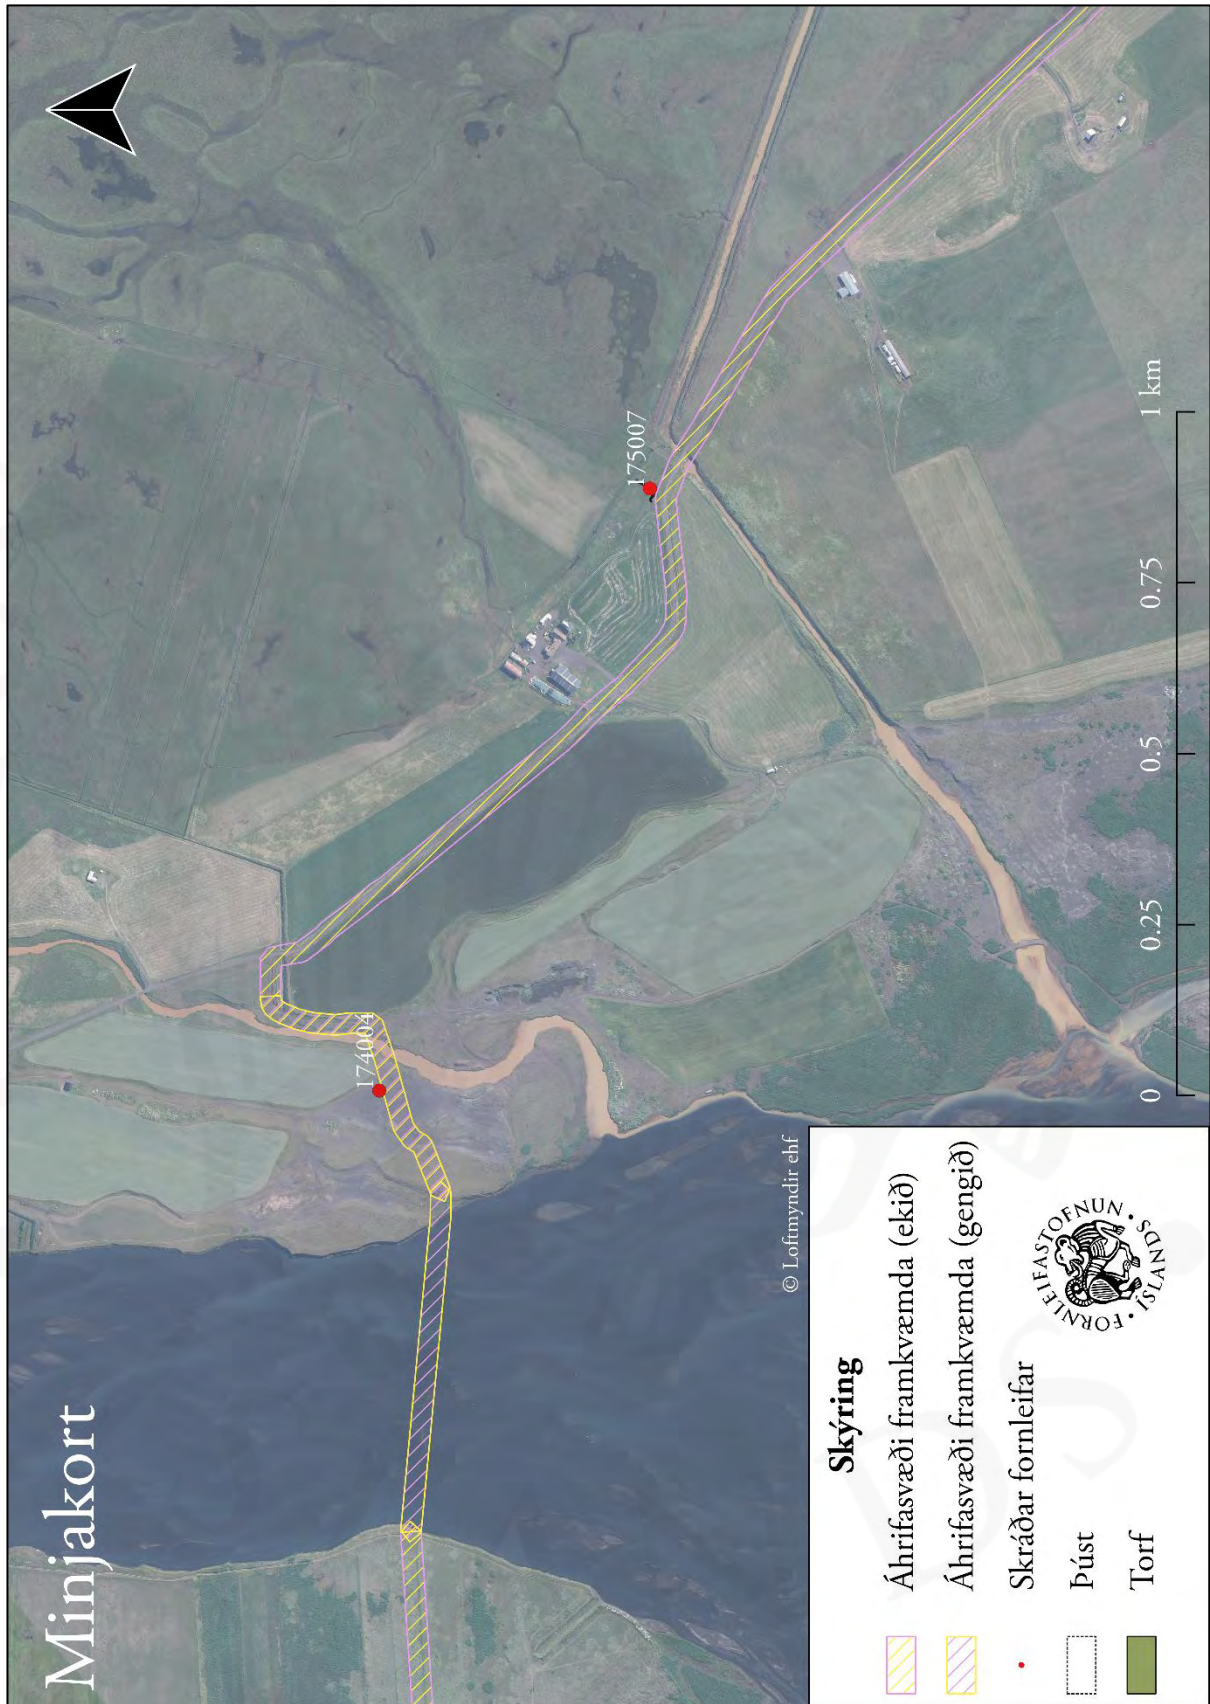 Minjakort
174004
175007
© Loftmyndir ehf
Skýring
Áhrifasvæði framkvæmda (ekið)
Áhrifasvæði framkvæmda (gengið)
Skráðar fornleifar
Þúst
Torf
FORNLEIFASTOFNUN · ÍSLANDS ·
0 0.25 0.5 0.75 1 km